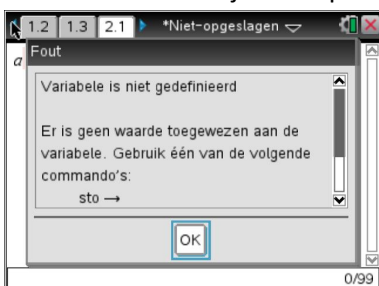 1.2 1.3 2.1 *Niet-opgeslagen
Fout
a
Variabele is niet gedefinieerd
Er is geen waarde toegewezen aan de
variabele. Gebruik één van de volgende
commando's:
sto →
OK
0/99